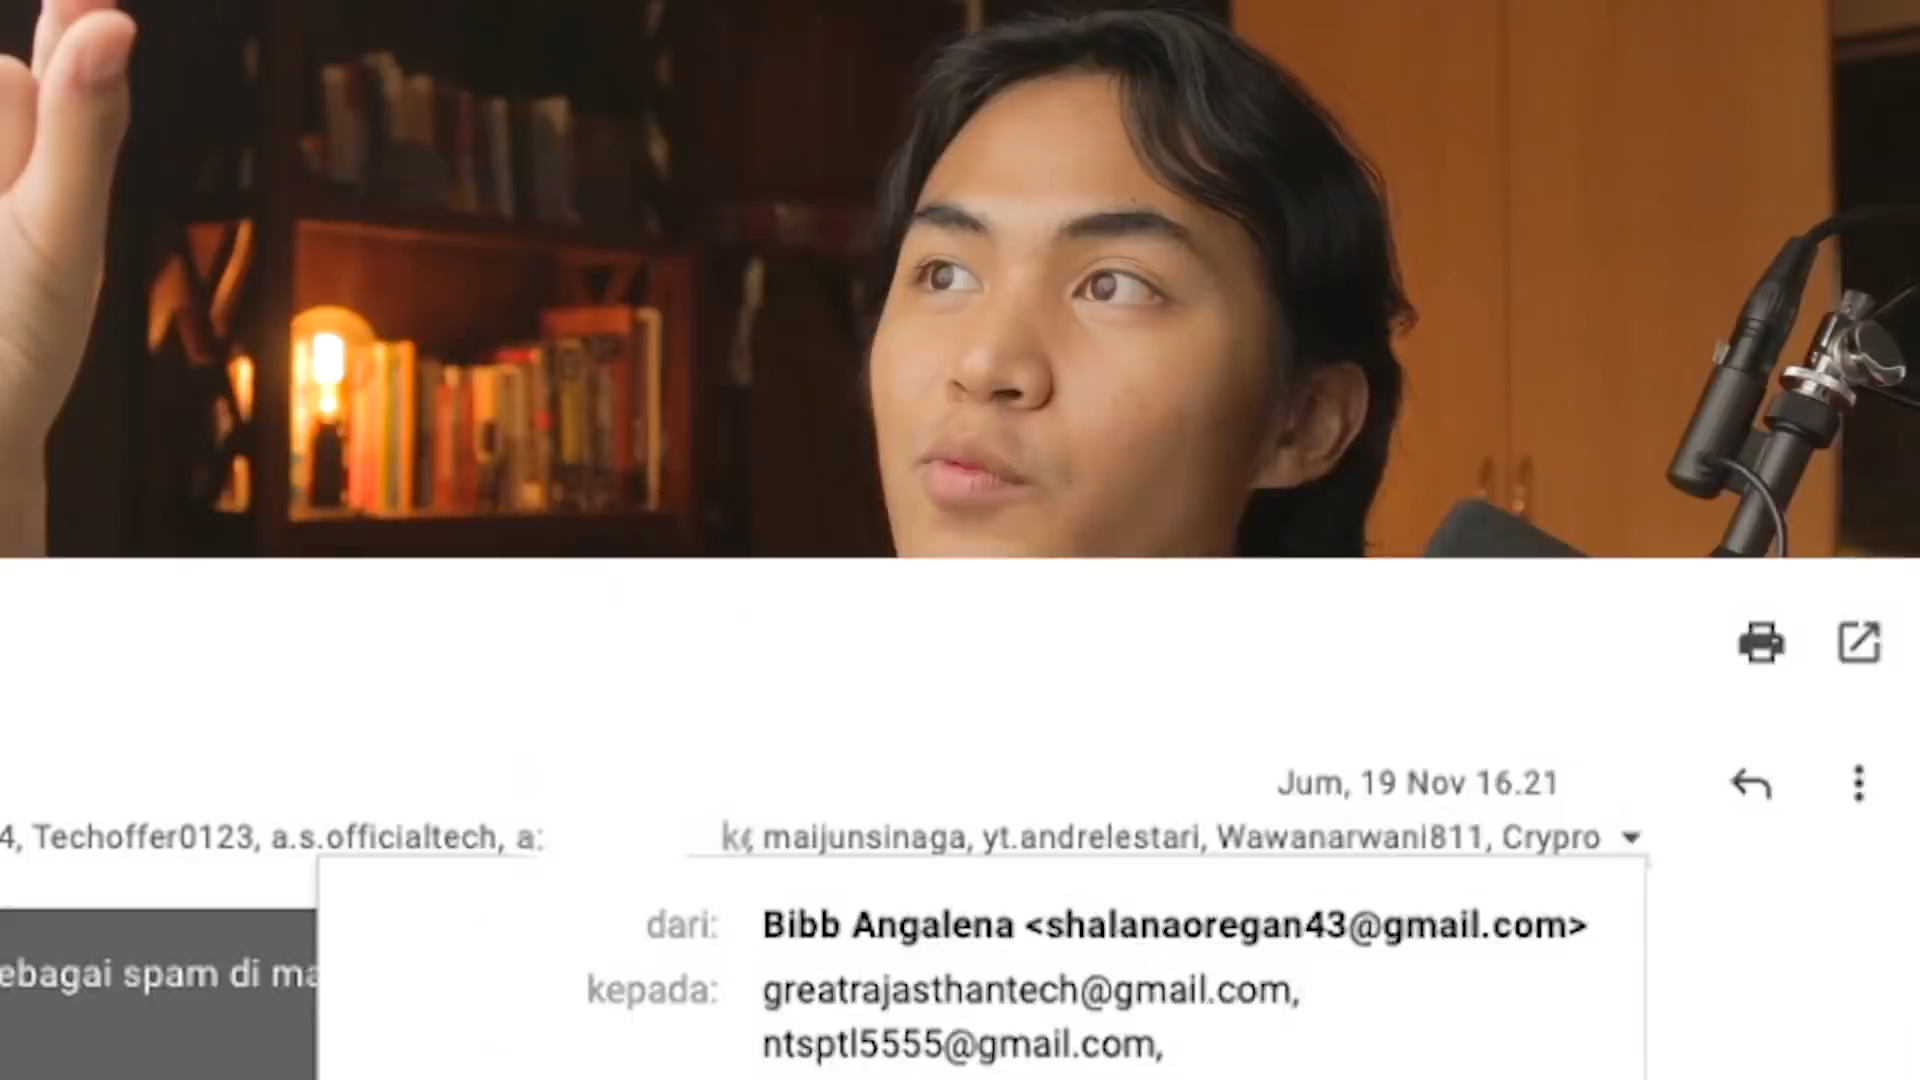 Jum, 19 Nov 16.21
4, Techoffer0123, a.s.officialtech, maijunsinaga, yt.andrelestari, Wawanarwani811, Crypro
dari: Bibb Angalena <shalanaoregan43@gmail.com>
ebagai spam di ma
kepada: greatrajasthantech@gmail.com,
ntsptl5555@gmail.com,